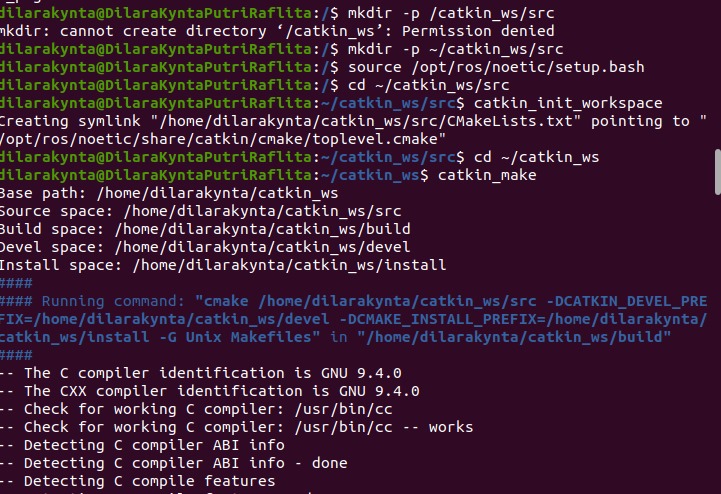 dilarakynta@DilaraKyntaPutriRaflita:/$ mkdir -p /catkin_ws/src
mkdir: cannot create directory ‘/catkin_ws’: Permission denied
dilarakynta@DilaraKyntaPutriRaflita:/$ mkdir -p ~/catkin_ws/src
dilarakynta@DilaraKyntaPutriRaflita:/$ source /opt/ros/noetic/setup.bash
dilarakynta@DilaraKyntaPutriRaflita:/$ cd ~/catkin_ws/src
dilarakynta@DilaraKyntaPutriRaflita:~/catkin_ws/src$ catkin_init_workspace
Creating symlink "/home/dilarakynta/catkin_ws/src/CMakeLists.txt" pointing to "
/opt/ros/noetic/share/catkin/cmake/toplevel.cmake"
dilarakynta@DilaraKyntaPutriRaflita:~/catkin_ws/src$ cd ~/catkin_ws
dilarakynta@DilaraKyntaPutriRaflita:~/catkin_ws$ catkin_make
Base path: /home/dilarakynta/catkin_ws
Source space: /home/dilarakynta/catkin_ws/src
Build space: /home/dilarakynta/catkin_ws/build
Devel space: /home/dilarakynta/catkin_ws/devel
Install space: /home/dilarakynta/catkin_ws/install
####
#### Running command: "cmake /home/dilarakynta/catkin_ws/src -DCATKIN_DEVEL_PRE
FIX=/home/dilarakynta/catkin_ws/devel -DCMAKE_INSTALL_PREFIX=/home/dilarakynta/
catkin_ws/install -G Unix Makefiles" in "/home/dilarakynta/catkin_ws/build"
####
-- The C compiler identification is GNU 9.4.0
-- The CXX compiler identification is GNU 9.4.0
-- Check for working C compiler: /usr/bin/cc
-- Check for working C compiler: /usr/bin/cc -- works
-- Detecting C compiler ABI info
-- Detecting C compiler ABI info - done
-- Detecting C compile features